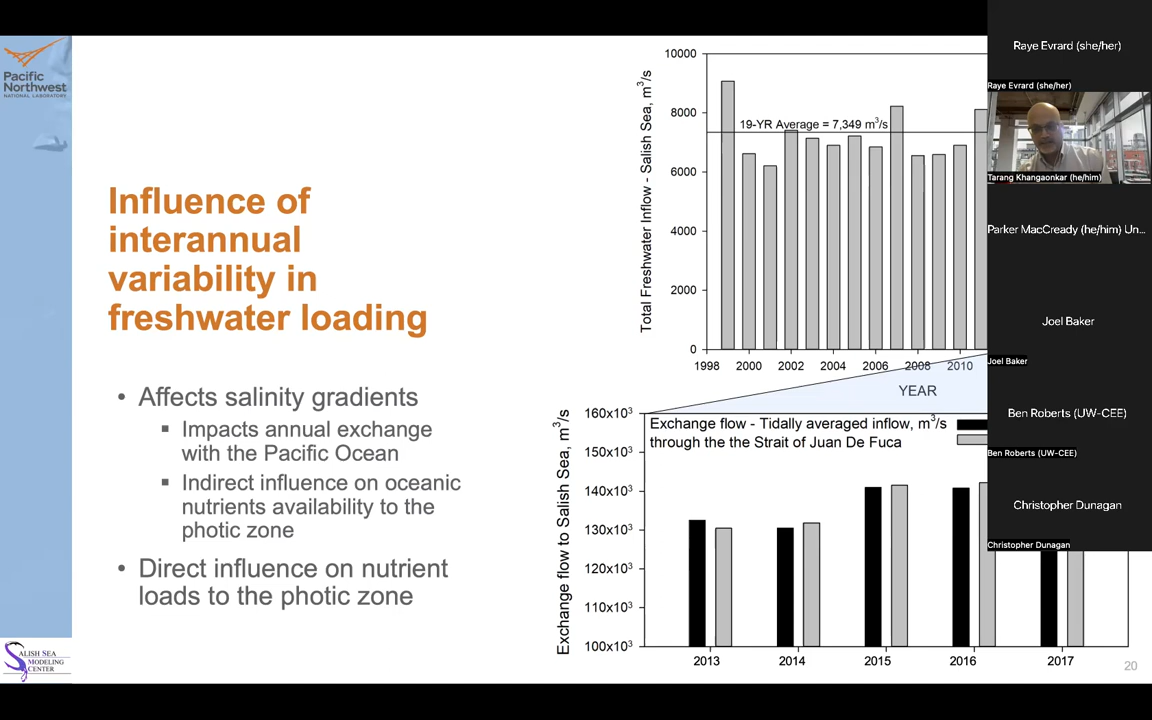 Pacific
Northwest
NATIONAL LABORATORY
Influence of
interannual
variability in
freshwater loading
• Affects salinity gradients
▪ Impacts annual exchange
with the Pacific Ocean
▪ Indirect influence on oceanic
nutrients availability to the
photic zone
• Direct influence on nutrient
loads to the photic zone
SALISH SEA
MODELING
CENTER
Total Freshwater Inflow - Salish Sea, m³/s
10000
8000
6000
4000
2000
0
19-YR Average = 7,349 m³/s
1998 2000 2002 2004 2006 2008 2010
YEAR
Exchange flow to Salish Sea, m³/s
160x10³
150x10³
140x10³
130x10³
120x10³
110x10³
100x10³
Exchange flow - Tidally averaged inflow, m³/s
through the the Strait of Juan De Fuca
2013 2014 2015 2016 2017
20
Raye Evrard (she/her)
Raye Evrard (she/her)
Tarang Khangaonkar (he/him)
Parker MacCready (he/him) Un...
Joel Baker
Joel Baker
Ben Roberts (UW-CEE)
Ben Roberts (UW-CEE)
Christopher Dunagan
Christopher Dunagan